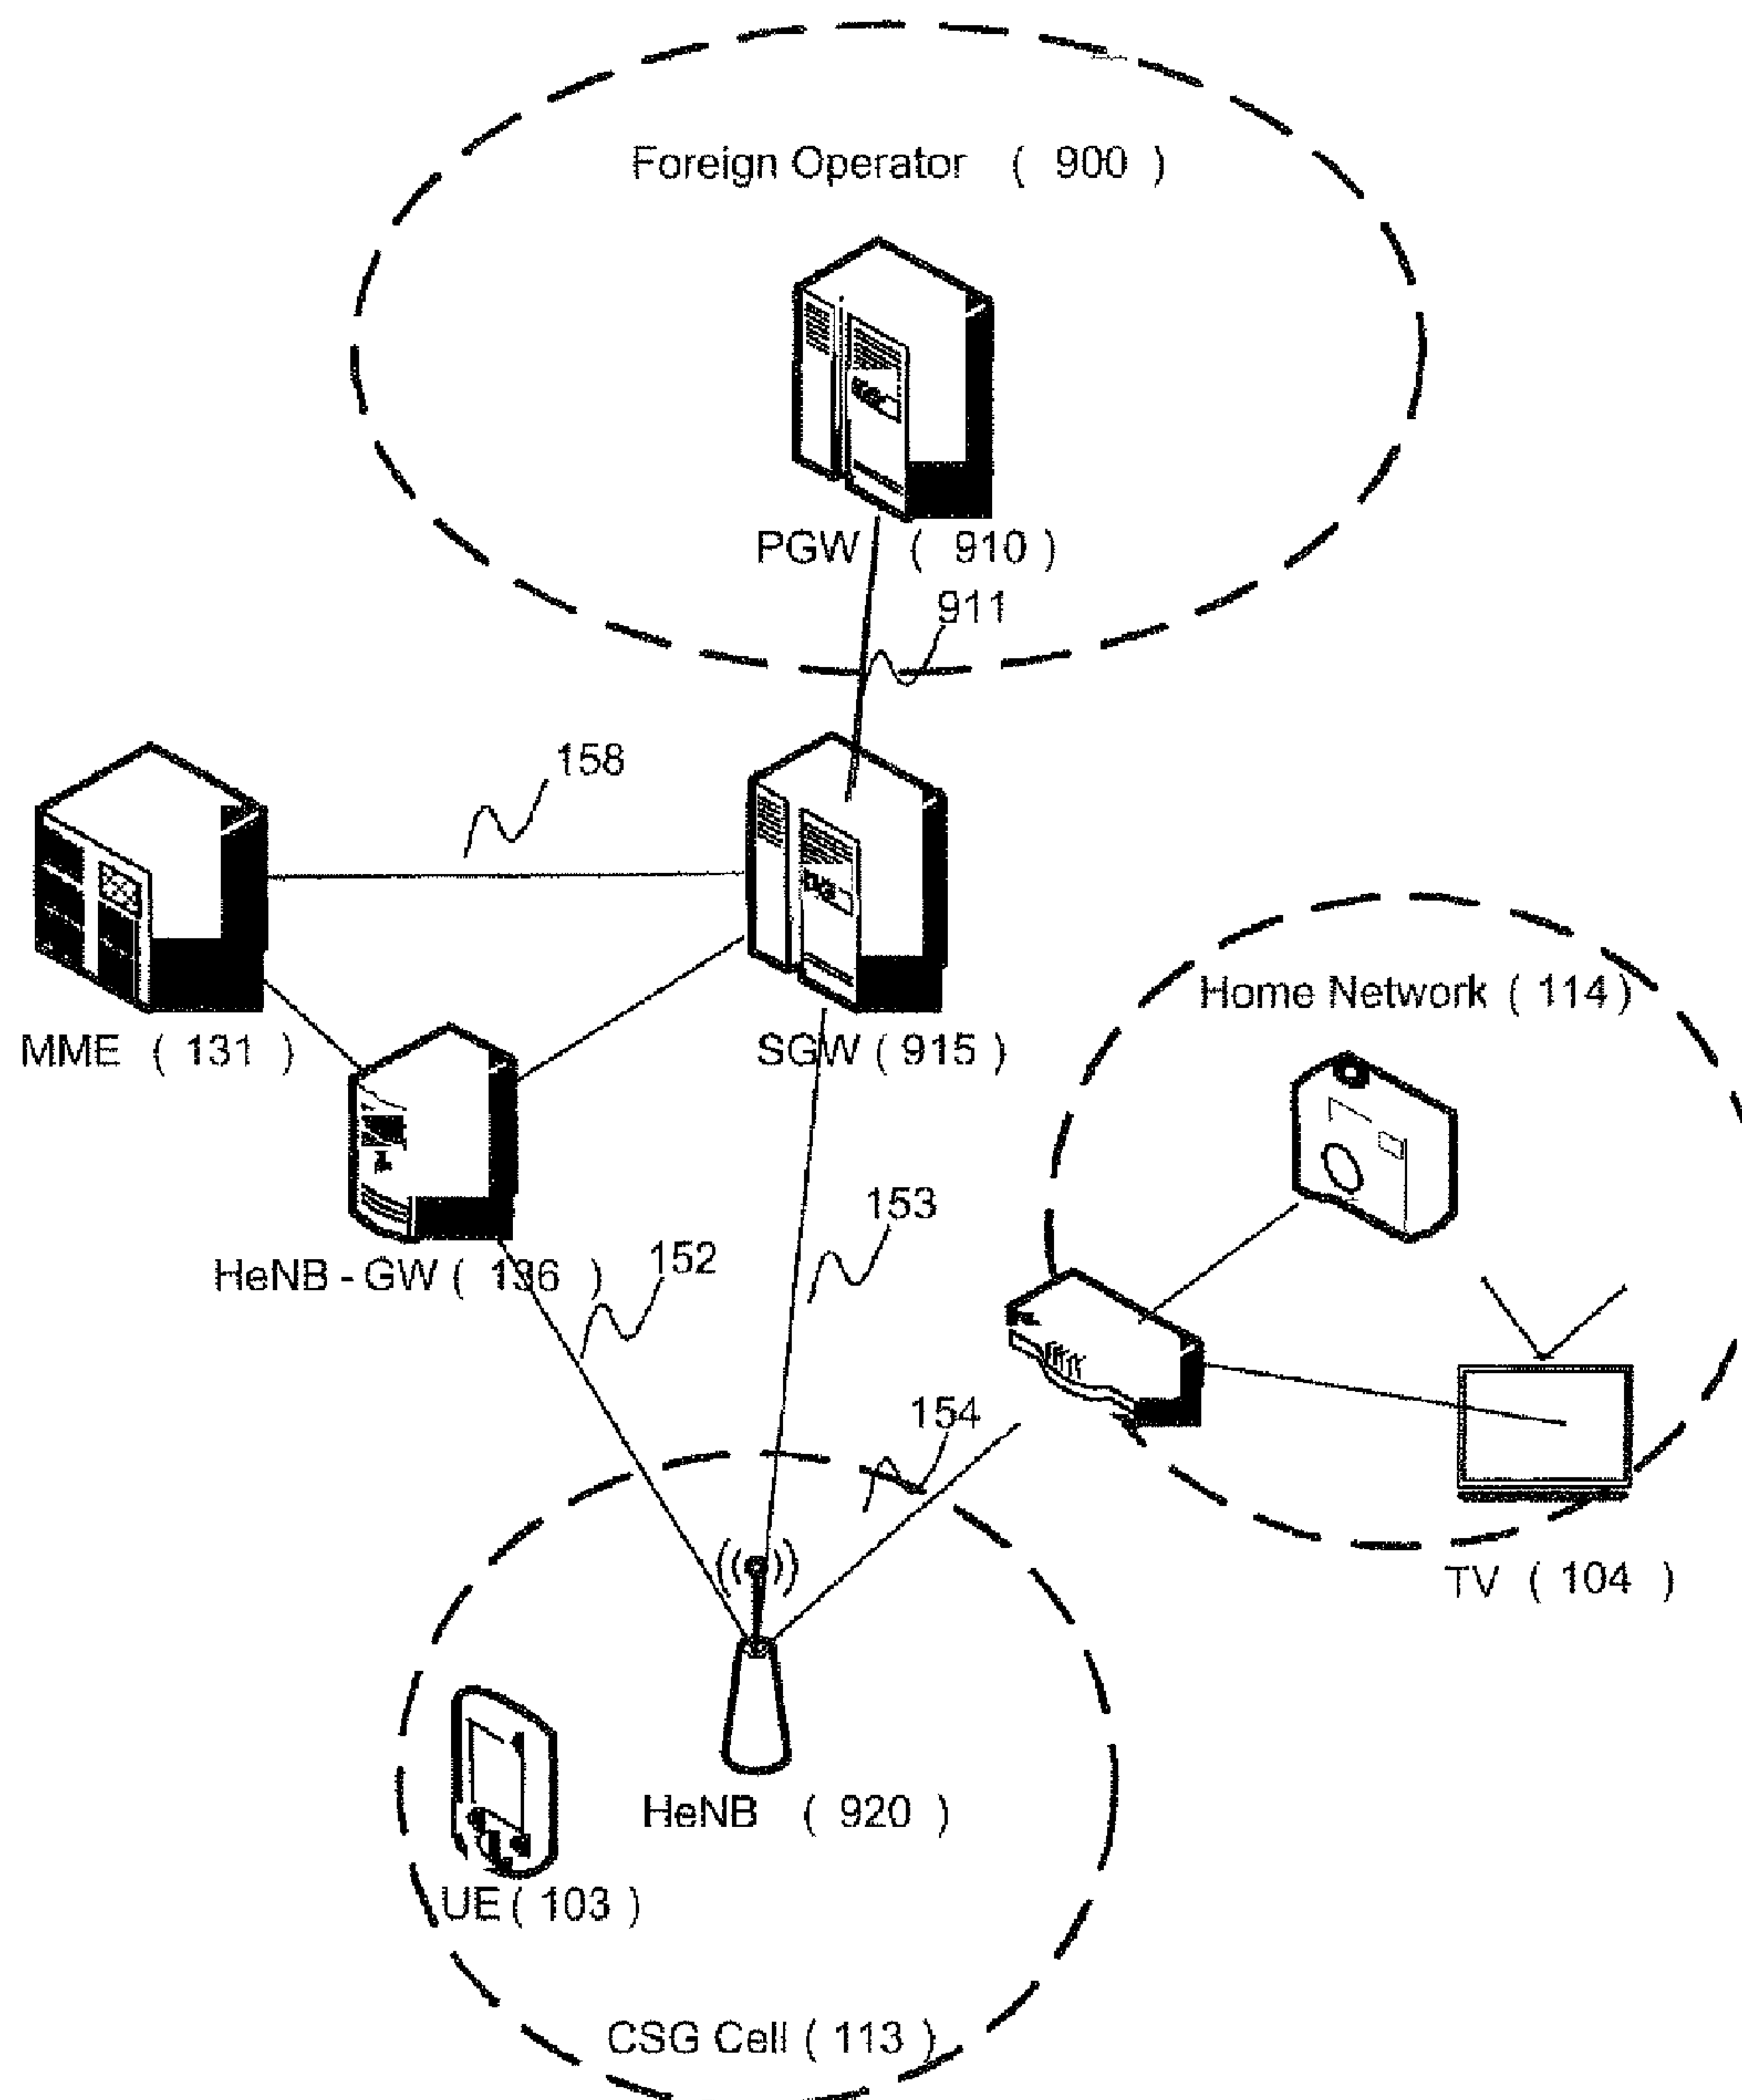 Foreign Operator ( 900 )
PGW ( 910 )
911
158
MME ( 131 )
SGW ( 915 )
Home Network ( 114 )
153
152
HeNB - GW ( 136 )
154
TV ( 104 )
HeNB ( 920 )
UE ( 103 )
CSG Cell ( 113 )